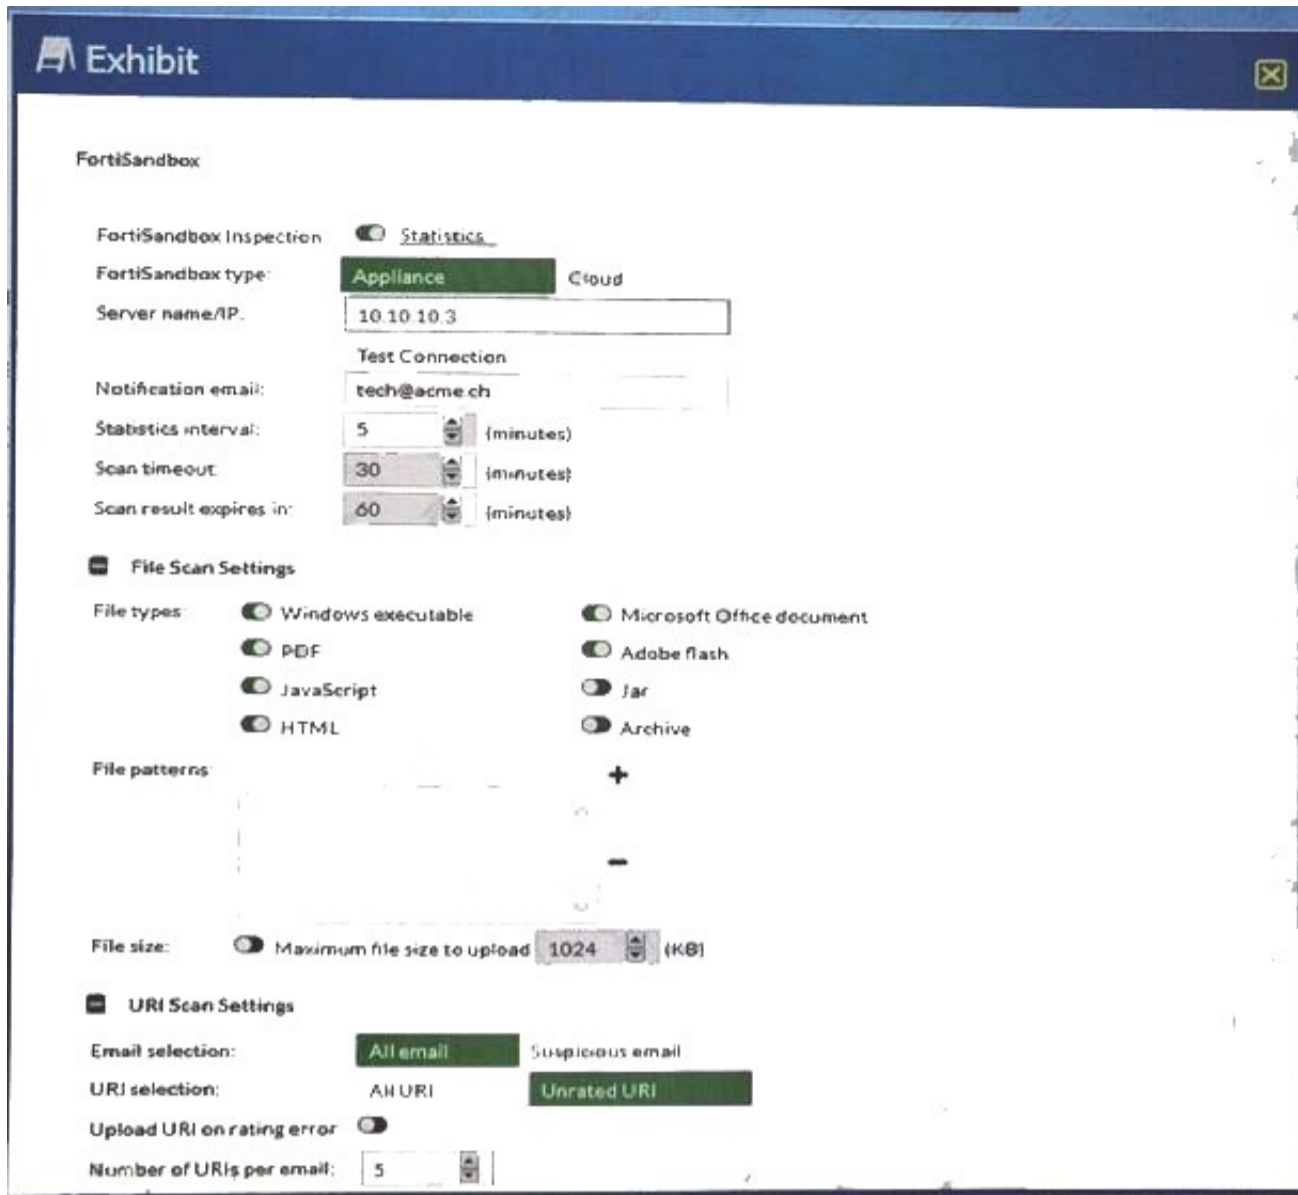 Exhibit
FortiSandbox
FortiSandbox Inspection Statistics
FortiSandbox type: Appliance Cloud
Server name/IP: 10.10.10.3
Test Connection
Notification email: tech@acme.ch
Statistics interval: 5 (minutes)
Scan timeout: 30 (minutes)
Scan result expires in: 60 (minutes)
File Scan Settings
File types: Windows executable Microsoft Office document
PDF Adobe flash
JavaScript Jar
HTML Archive
File patterns:
File size: Maximum file size to upload 1024 (KB)
URI Scan Settings
Email selection: All email Suspicious email
URI selection: All URI Unrated URI
Upload URI on rating error
Number of URIs per email: 5